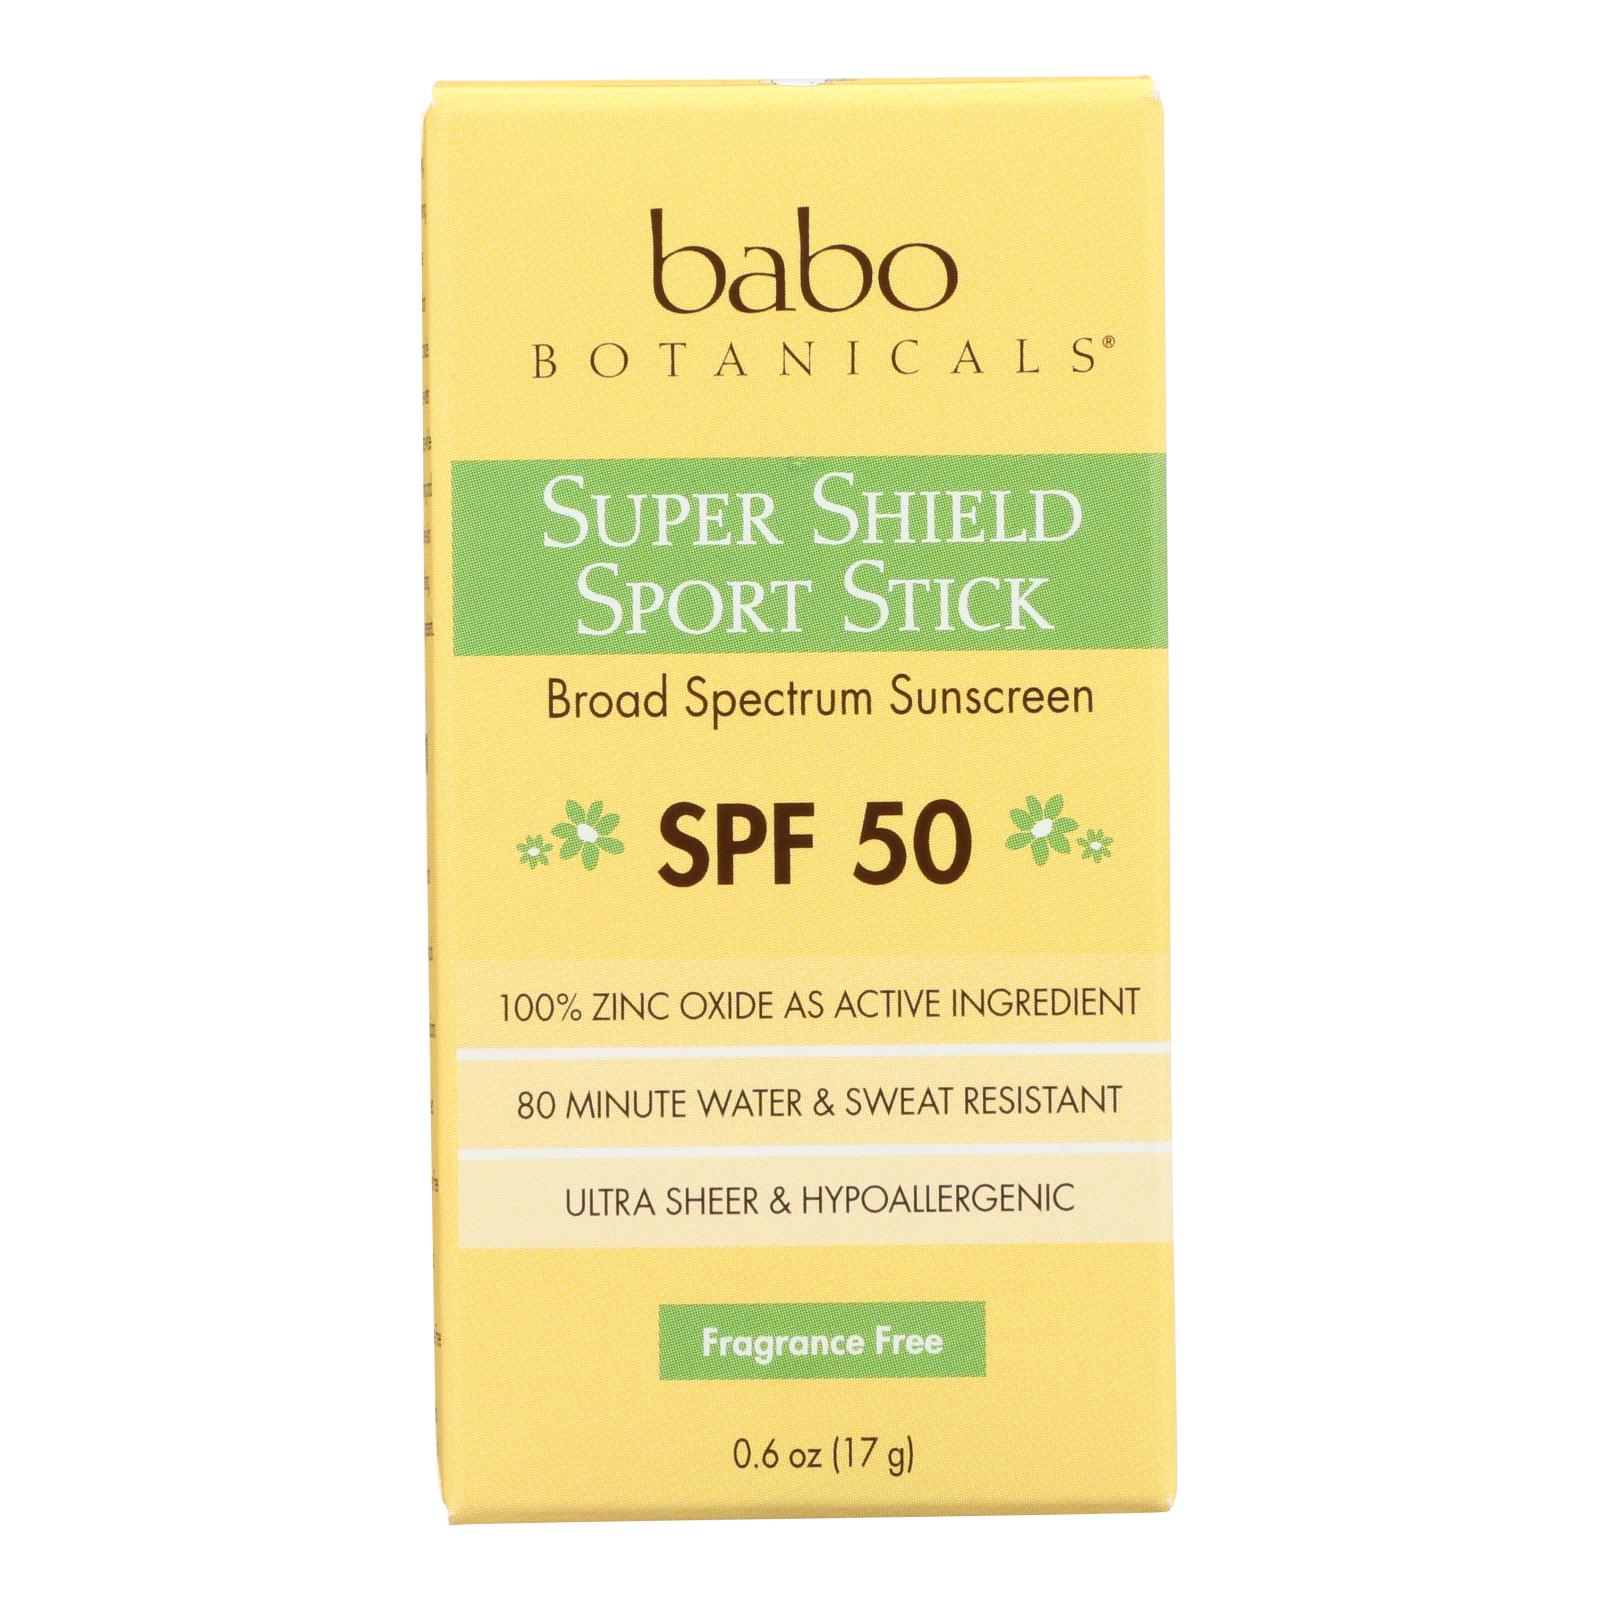 babo
BOTANICALS®
SUPER SHIELD
SPORT STICK
Broad Spectrum Sunscreen
SPF 50
100% ZINC OXIDE AS ACTIVE INGREDIENT
80 MINUTE WATER & SWEAT RESISTANT
ULTRA SHEER & HYPOALLERGENIC
Fragrance Free
0.6 oz (17 g)